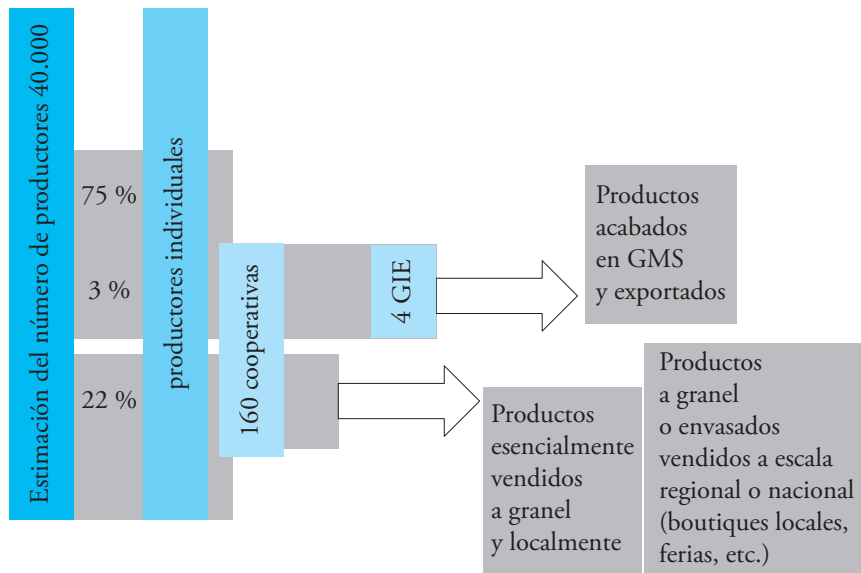 Estimación del número de productores 40.000
75 %
3 %
22 %
productores individuales
160 cooperativas
4 GIE
Productos
acabados
en GMS
y exportados
Productos
esencialmente
vendidos
a granel
y localmente
Productos
a granel
o envasados
vendidos a escala
regional o nacional
(boutiques locales,
ferias, etc.)